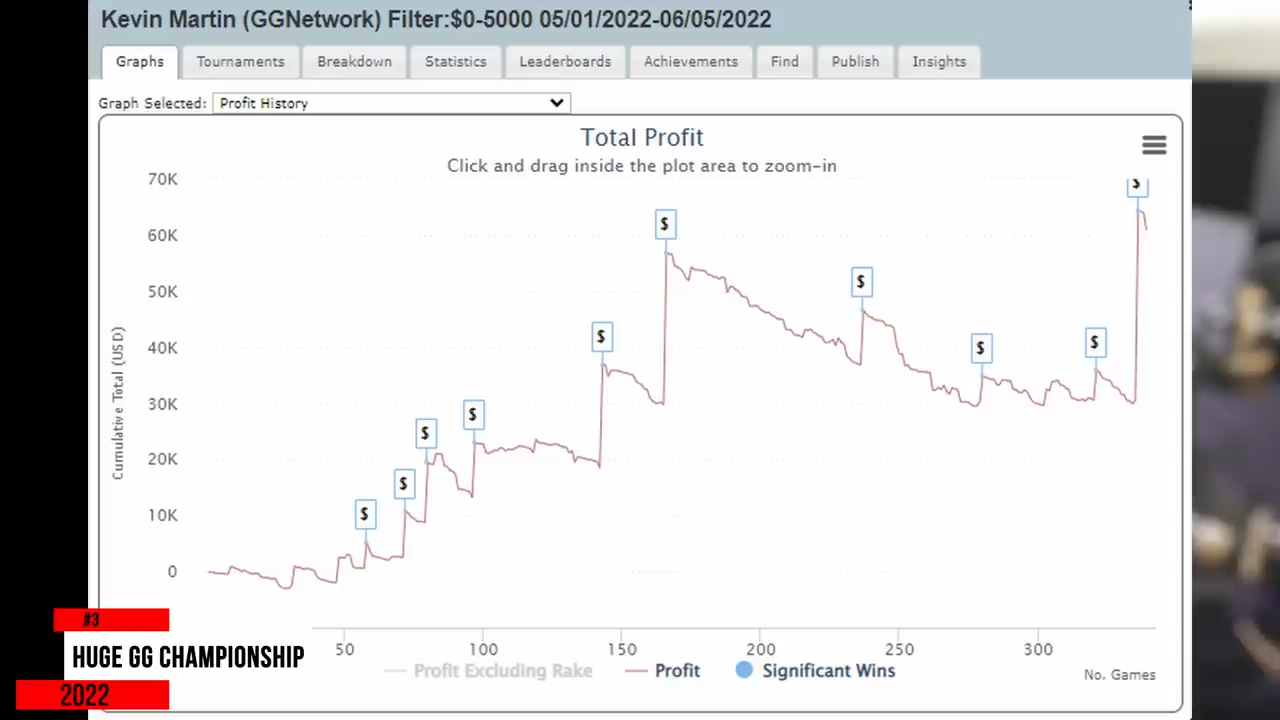 Kevin Martin (GGNetwork) Filter:$0-5000 05/01/2022-06/05/2022
Graphs Tournaments Breakdown Statistics Leaderboards Achievements Find Publish Insights
Graph Selected: Profit History
Total Profit
Click and drag inside the plot area to zoom-in
70K
60K
50K
40K
30K
20K
10K
0
Cumulative Total (USD)
$
$
$
$
$
$
$
$
$
$
50 100 150 200 250 300
Profit Excluding Rake Profit Significant Wins
No. Games
#3
HUGE GG CHAMPIONSHIP
2022